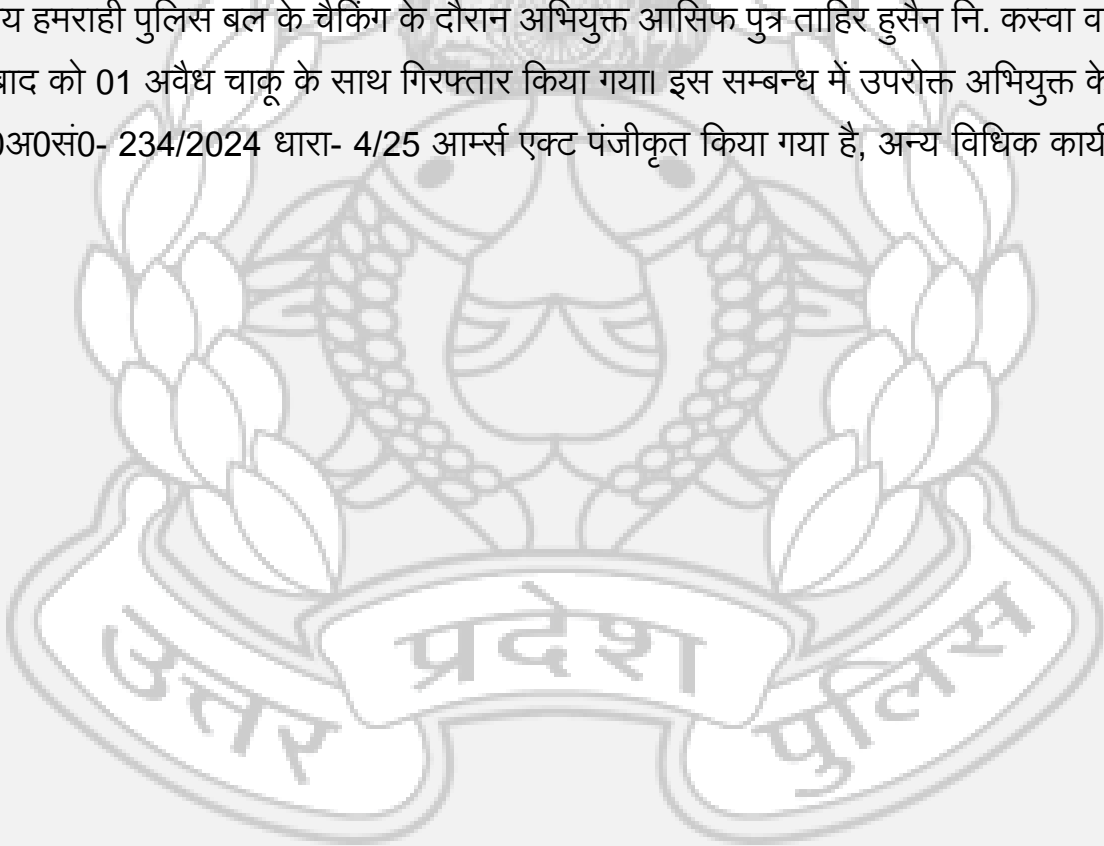 य हमराही पुलिस बल के चैकिंग के दौरान अभियुक्त आसिफ पुत्र ताहिर हुसैन नि. कस्वा व
बाद को 01 अवैध चाकू के साथ गिरफ्तार किया गया। इस सम्बन्ध में उपरोक्त अभियुक्त के
0अ0सं0- 234/2024 धारा- 4/25 आर्म्स एक्ट पंजीकृत किया गया है, अन्य विधिक कार्य
उत्तर प्रदेश पुलिस